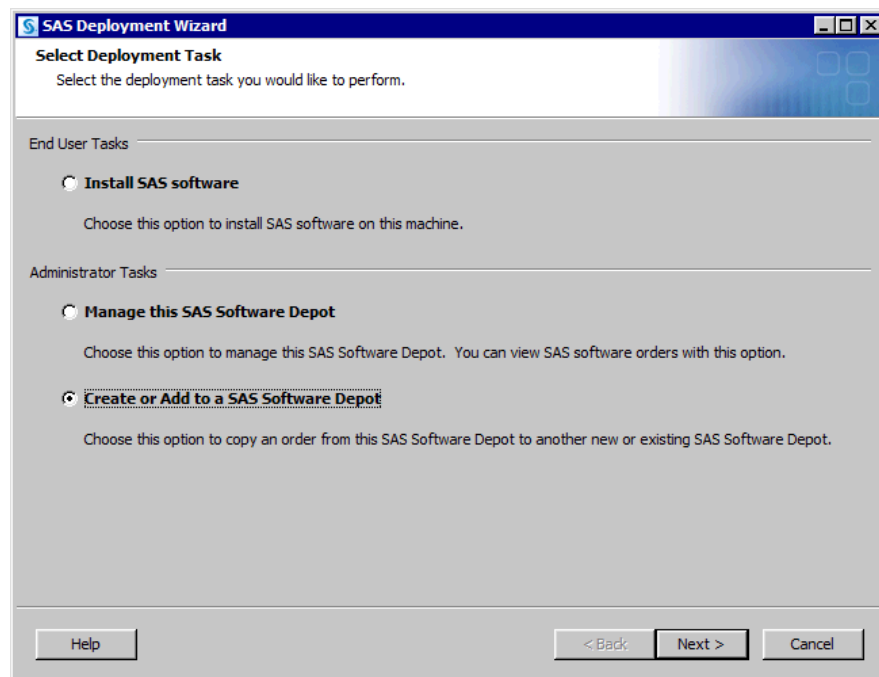 SAS Deployment Wizard
Select Deployment Task
Select the deployment task you would like to perform.
End User Tasks
Install SAS software
Choose this option to install SAS software on this machine.
Administrator Tasks
Manage this SAS Software Depot
Choose this option to manage this SAS Software Depot. You can view SAS software orders with this option.
Create or Add to a SAS Software Depot
Choose this option to copy an order from this SAS Software Depot to another new or existing SAS Software Depot.
Help
< Back
Next >
Cancel